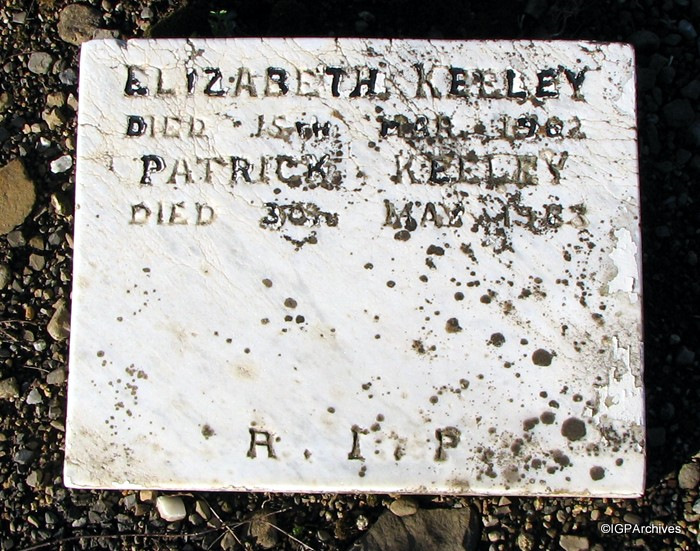 ELIZABETH KEELEY
DIED 15TH MAR. 1962
PATRICK KEELEY
DIED 30TH MAY 1963
R.I.P
©IGPArchives